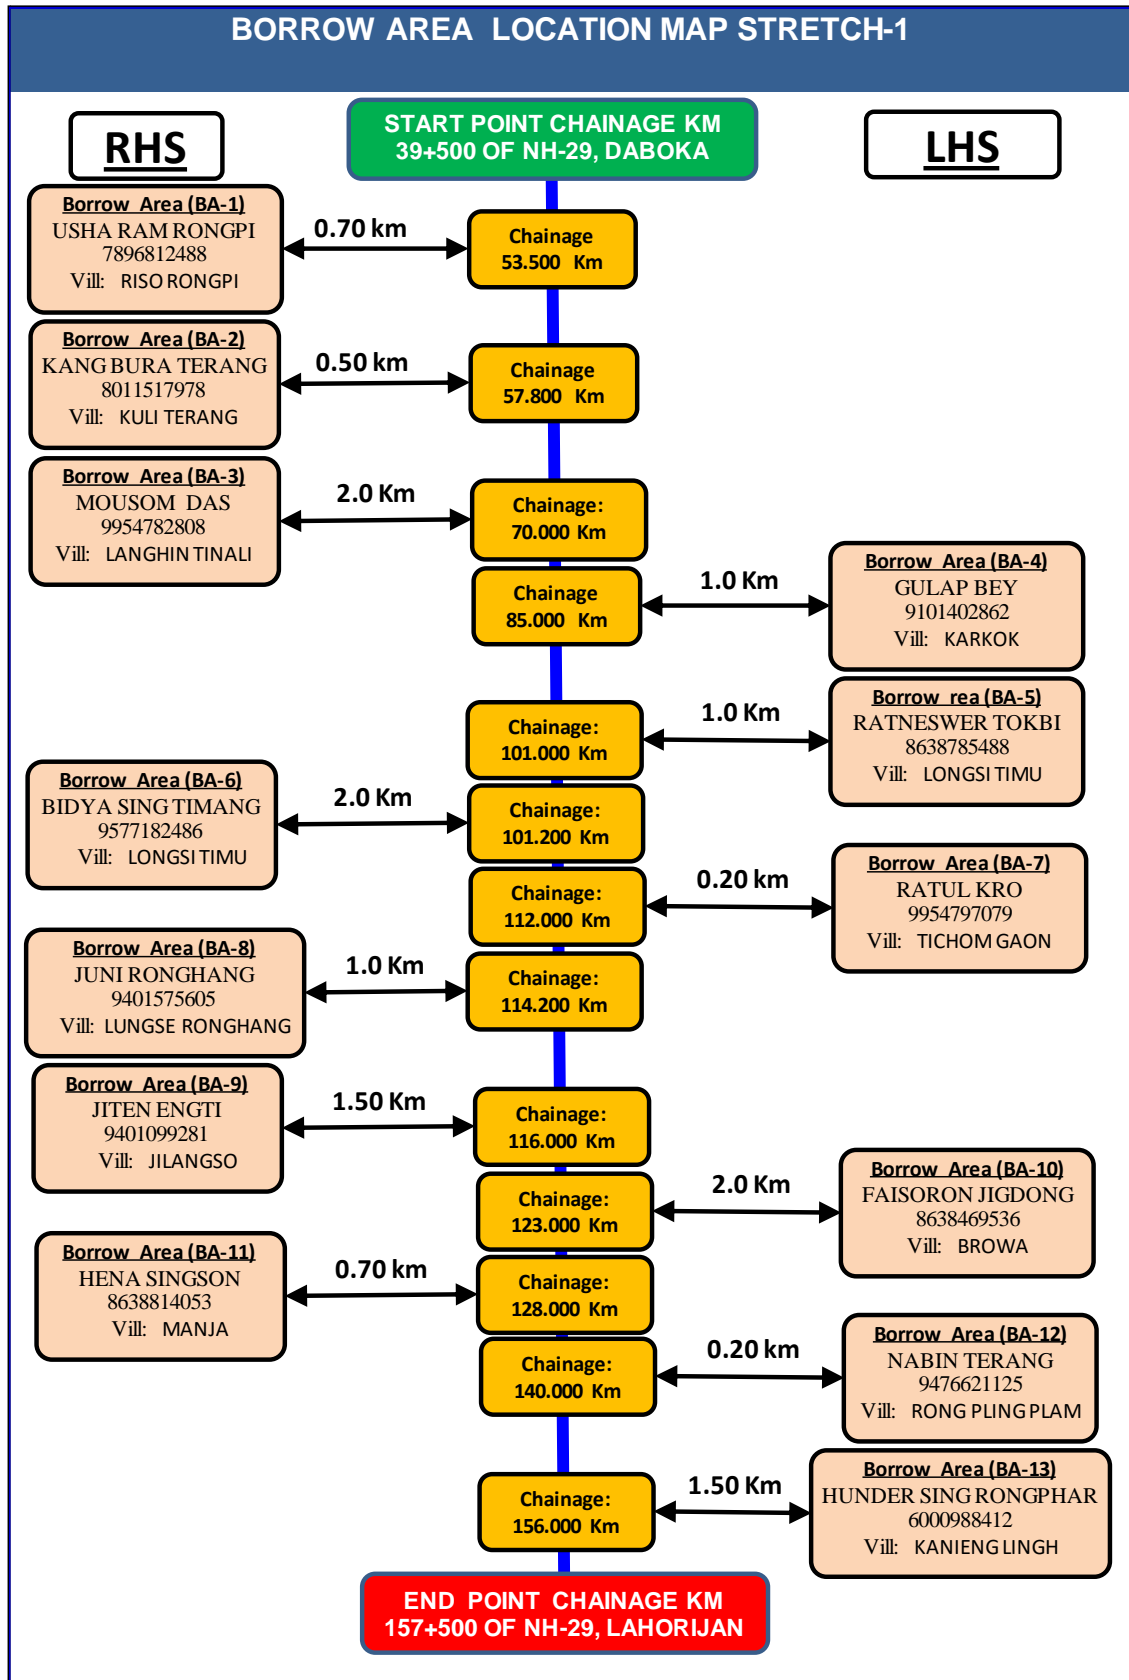 BORROW AREA LOCATION MAP STRETCH-1
RHS
START POINT CHAINAGE KM
39+500 OF NH-29, DABOKA
LHS
Borrow Area (BA-1)
USHA RAM RONGPI
7896812488
Vill: RISO RONGPI
0.70 km
Chainage
53.500 Km
Borrow Area (BA-2)
KANG BURA TERANG
8011517978
Vill: KULI TERANG
0.50 km
Chainage
57.800 Km
Borrow Area (BA-3)
MOUSOM DAS
9954782808
Vill: LANGHIN TINALI
2.0 Km
Chainage:
70.000 Km
Chainage
85.000 Km
1.0 Km
Borrow Area (BA-4)
GULAP BEY
9101402862
Vill: KARKOK
Chainage:
101.000 Km
1.0 Km
Borrow rea (BA-5)
RATNESWER TOKBI
8638785488
Vill: LONGSI TIMU
Borrow Area (BA-6)
BIDYA SING TIMANG
9577182486
Vill: LONGSI TIMU
2.0 Km
Chainage:
101.200 Km
Chainage:
112.000 Km
0.20 km
Borrow Area (BA-7)
RATUL KRO
9954797079
Vill: TICHOM GAON
Borrow Area (BA-8)
JUNI RONGHANG
9401575605
Vill: LUNGSE RONGHANG
1.0 Km
Chainage:
114.200 Km
Borrow Area (BA-9)
JITEN ENGTI
9401099281
Vill: JILANGSO
1.50 Km
Chainage:
116.000 Km
Chainage:
123.000 Km
2.0 Km
Borrow Area (BA-10)
FAISORON JIGDONG
8638469536
Vill: BROWA
Borrow Area (BA-11)
HENA SINGSON
8638814053
Vill: MANJA
0.70 km
Chainage:
128.000 Km
Chainage:
140.000 Km
0.20 km
Borrow Area (BA-12)
NABIN TERANG
9476621125
Vill: RONG PLING PLAM
Chainage:
156.000 Km
1.50 Km
Borrow Area (BA-13)
HUNDER SING RONGPHAR
6000988412
Vill: KANIENG LINGH
END POINT CHAINAGE KM
157+500 OF NH-29, LAHORIJAN